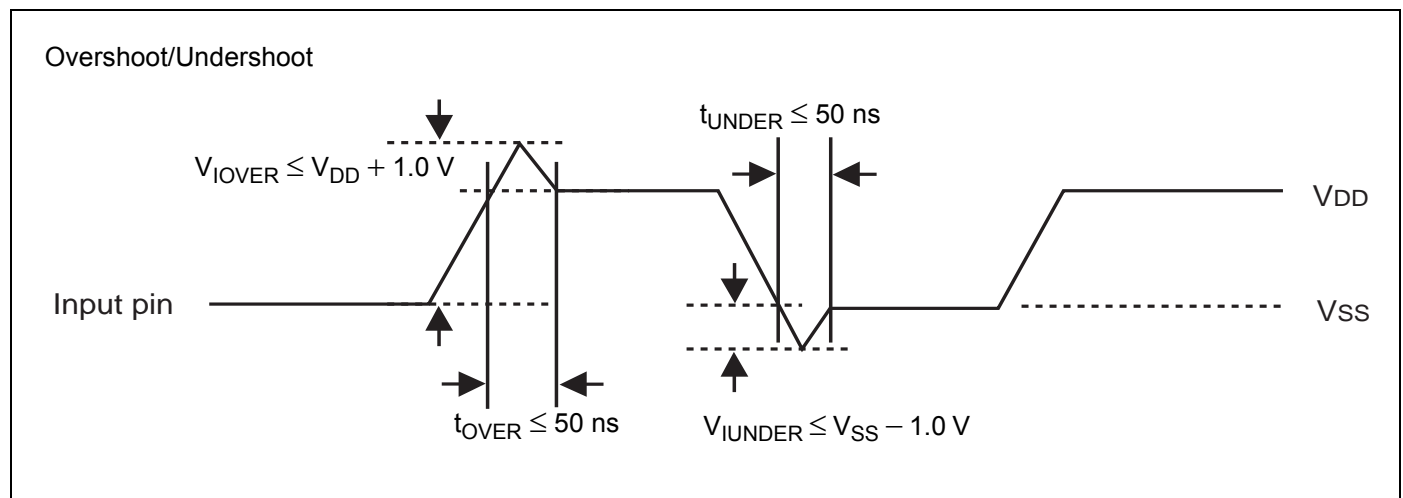 Overshoot/Undershoot
tUNDER ≤ 50 ns
VIOVER ≤ VDD + 1.0 V
VDD
Input pin
VSS
tOVER ≤ 50 ns
VIUNDER ≤ VSS − 1.0 V